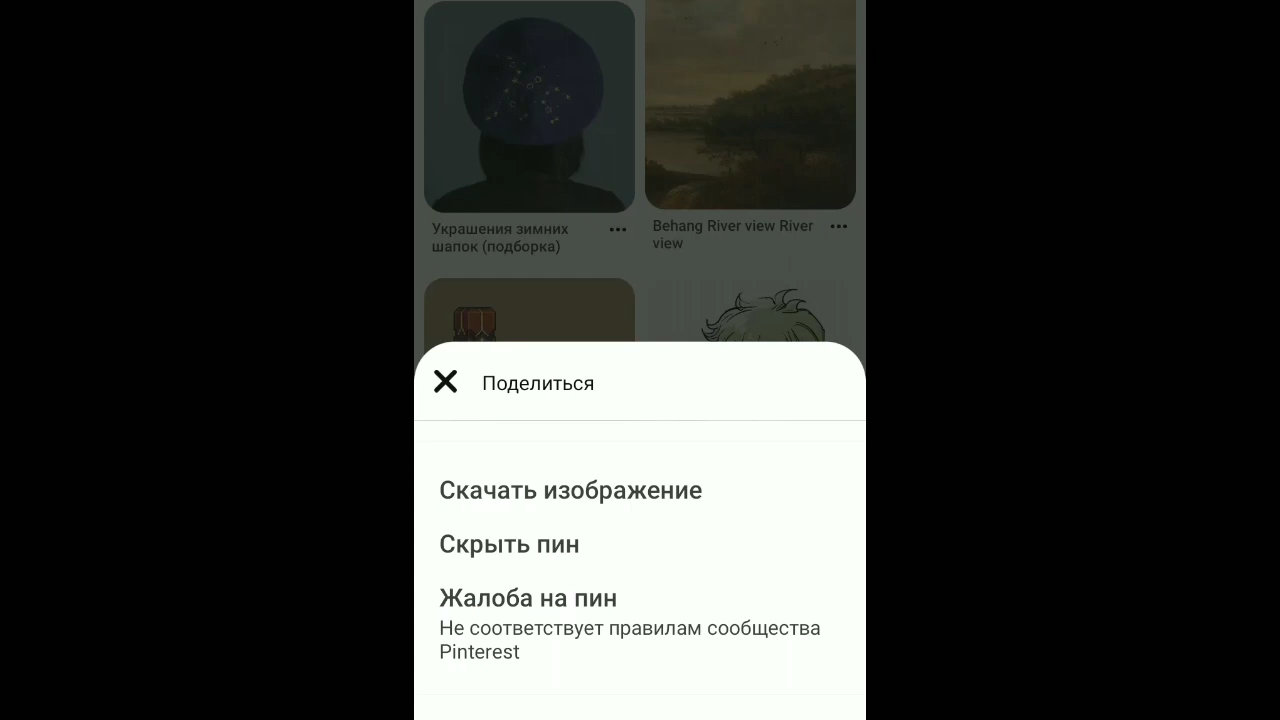 Украшения зимних
шапок (подборка)
Behang River view River
view
Поделиться
Скачать изображение
Скрыть пин
Жалоба на пин
Не соответствует правилам сообщества
Pinterest